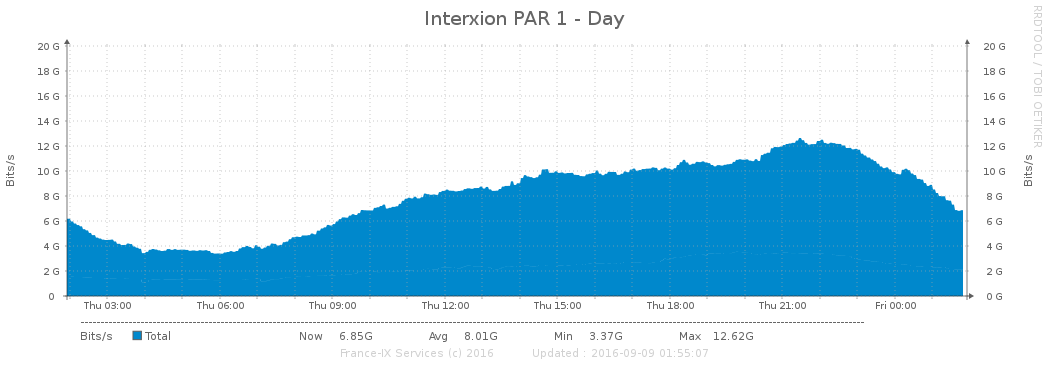 Interxion PAR 1 - Day
RRDTOOL / TOBI OETIKER
Bits/s
20 G 20 G
18 G 18 G
16 G 16 G
14 G 14 G
12 G 12 G
10 G 10 G
8 G 8 G
6 G 6 G
4 G 4 G
2 G 2 G
0 0 G
Bits/s
Thu 03:00 Thu 06:00 Thu 09:00 Thu 12:00 Thu 15:00 Thu 18:00 Thu 21:00 Fri 00:00
Bits/s Total Now 6.85G Avg 8.01G Min 3.37G Max 12.62G
France-IX Services (c) 2016 Updated : 2016-09-09 01:55:07